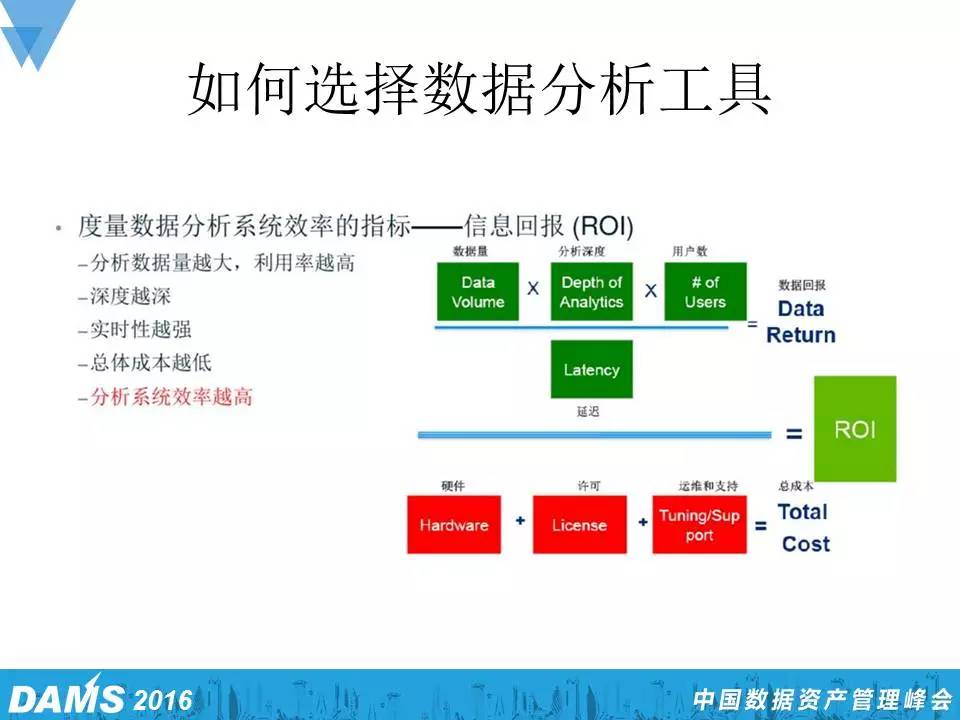 如何选择数据分析工具
• 度量数据分析系统效率的指标——信息回报 (ROI)
–分析数据量越大，利用率越高
–深度越深
–实时性越强
–总体成本越低
–分析系统效率越高
数据量 分析深度 用户数
Data Volume X Depth of Analytics X # of Users
= 数据回报
Data
Return
Latency
延迟
= ROI
硬件 许可 运维和支持 总成本
Hardware + License + Tuning/Sup
port = Total
Cost
DAMS 2016 中国数据资产管理峰会